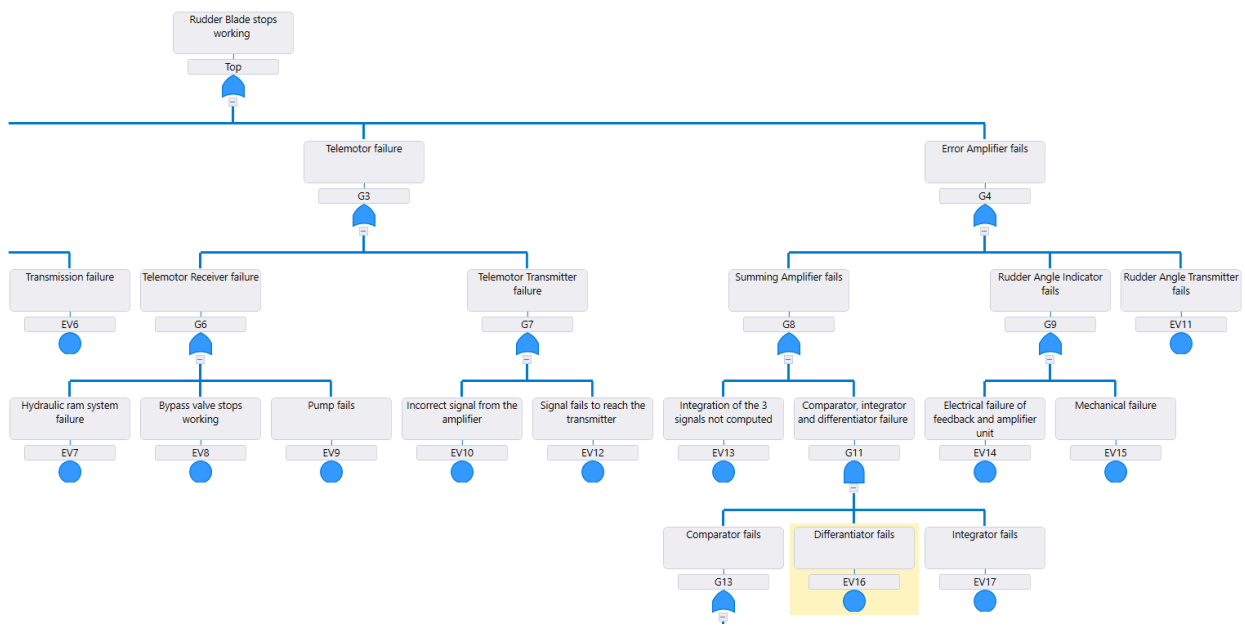 Rudder Blade stops
working
Top
Telemotor failure
G3
Error Amplifier fails
G4
Transmission failure
EV6
Telemotor Receiver failure
G6
Telemotor Transmitter
failure
G7
Summing Amplifier fails
G8
Rudder Angle Indicator
fails
G9
Rudder Angle Transmitter
fails
EV11
Hydraulic ram system
failure
EV7
Bypass valve stops
working
EV8
Pump fails
EV9
Incorrect signal from the
amplifier
EV10
Signal fails to reach the
transmitter
EV12
Integration of the 3
signals not computed
EV13
Comparator, integrator
and differentiator failure
G11
Electrical failure of
feedback and amplifier
unit
EV14
Mechanical failure
EV15
Comparator fails
G13
Differantiator fails
EV16
Integrator fails
EV17